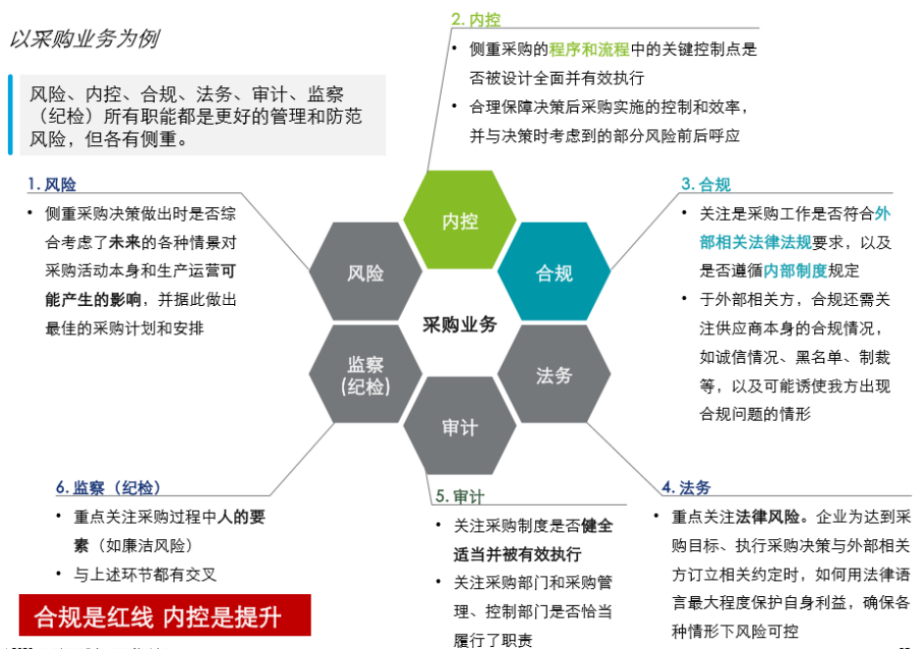 以采购业务为例
风险、内控、合规、法务、审计、监察
（纪检）所有职能都是更好的管理和防范
风险，但各有侧重。
1. 风险
• 侧重采购决策做出时是否综
合考虑了未来的各种情景对
采购活动本身和生产运营可
能产生的影响，并据此做出
最佳的采购计划和安排
2. 内控
• 侧重采购的程序和流程中的关键控制点是
否被设计全面并有效执行
• 合理保障决策后采购实施的控制和效率，
并与决策时考虑到的部分风险前后呼应
3. 合规
• 关注是采购工作是否符合外
部相关法律法规要求，以及
是否遵循内部制度规定
• 于外部相关方，合规还需关
注供应商本身的合规情况，
如诚信情况、黑名单、制裁
等，以及可能诱使我方出现
合规问题的情形
内控
风险
合规
采购业务
监察
(纪检)
法务
审计
4. 法务
• 重点关注法律风险。企业为达到采
购目标、执行采购决策与外部相关
方订立相关约定时，如何用法律语
言最大程度保护自身利益，确保各
种情形下风险可控
5. 审计
• 关注采购制度是否健全
适当并被有效执行
• 关注采购部门和采购管
理、控制部门是否恰当
履行了职责
6. 监察（纪检）
• 重点关注采购过程中人的要
素（如廉洁风险）
• 与上述环节都有交叉
合规是红线 内控是提升